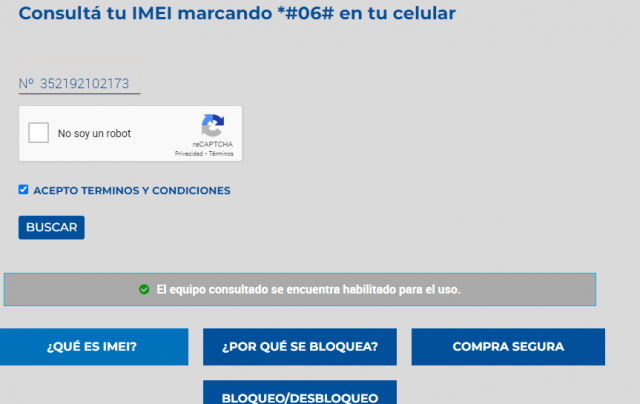 Consultá tu IMEI marcando *#06# en tu celular
Nº 352192102173
No soy un robot
reCAPTCHA
Privacidad - Términos
ACEPTO TERMINOS Y CONDICIONES
BUSCAR
El equipo consultado se encuentra habilitado para el uso.
¿QUÉ ES IMEI?
¿POR QUÉ SE BLOQUEA?
COMPRA SEGURA
BLOQUEO/DESBLOQUEO